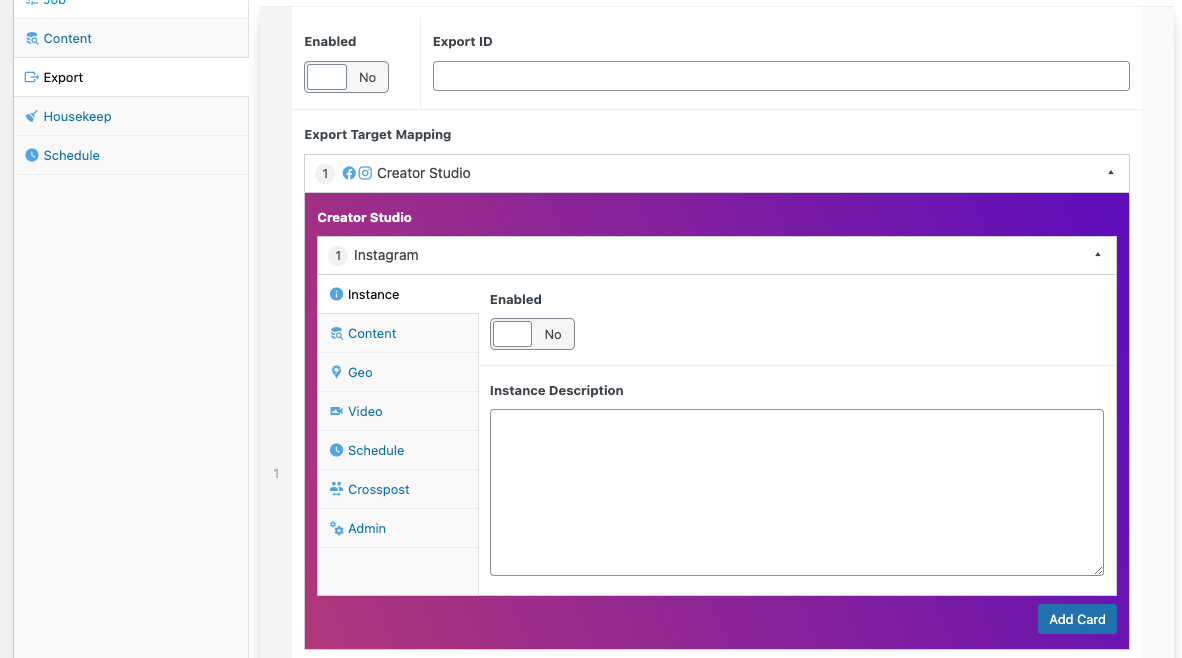 Job
Content
Export
Housekeep
Schedule
Enabled
Export ID
No
Export Target Mapping
1 Creator Studio
Creator Studio
1 Instagram
Instance
Content
Geo
Video
Schedule
Crosspost
Admin
Enabled
No
Instance Description
1
Add Card